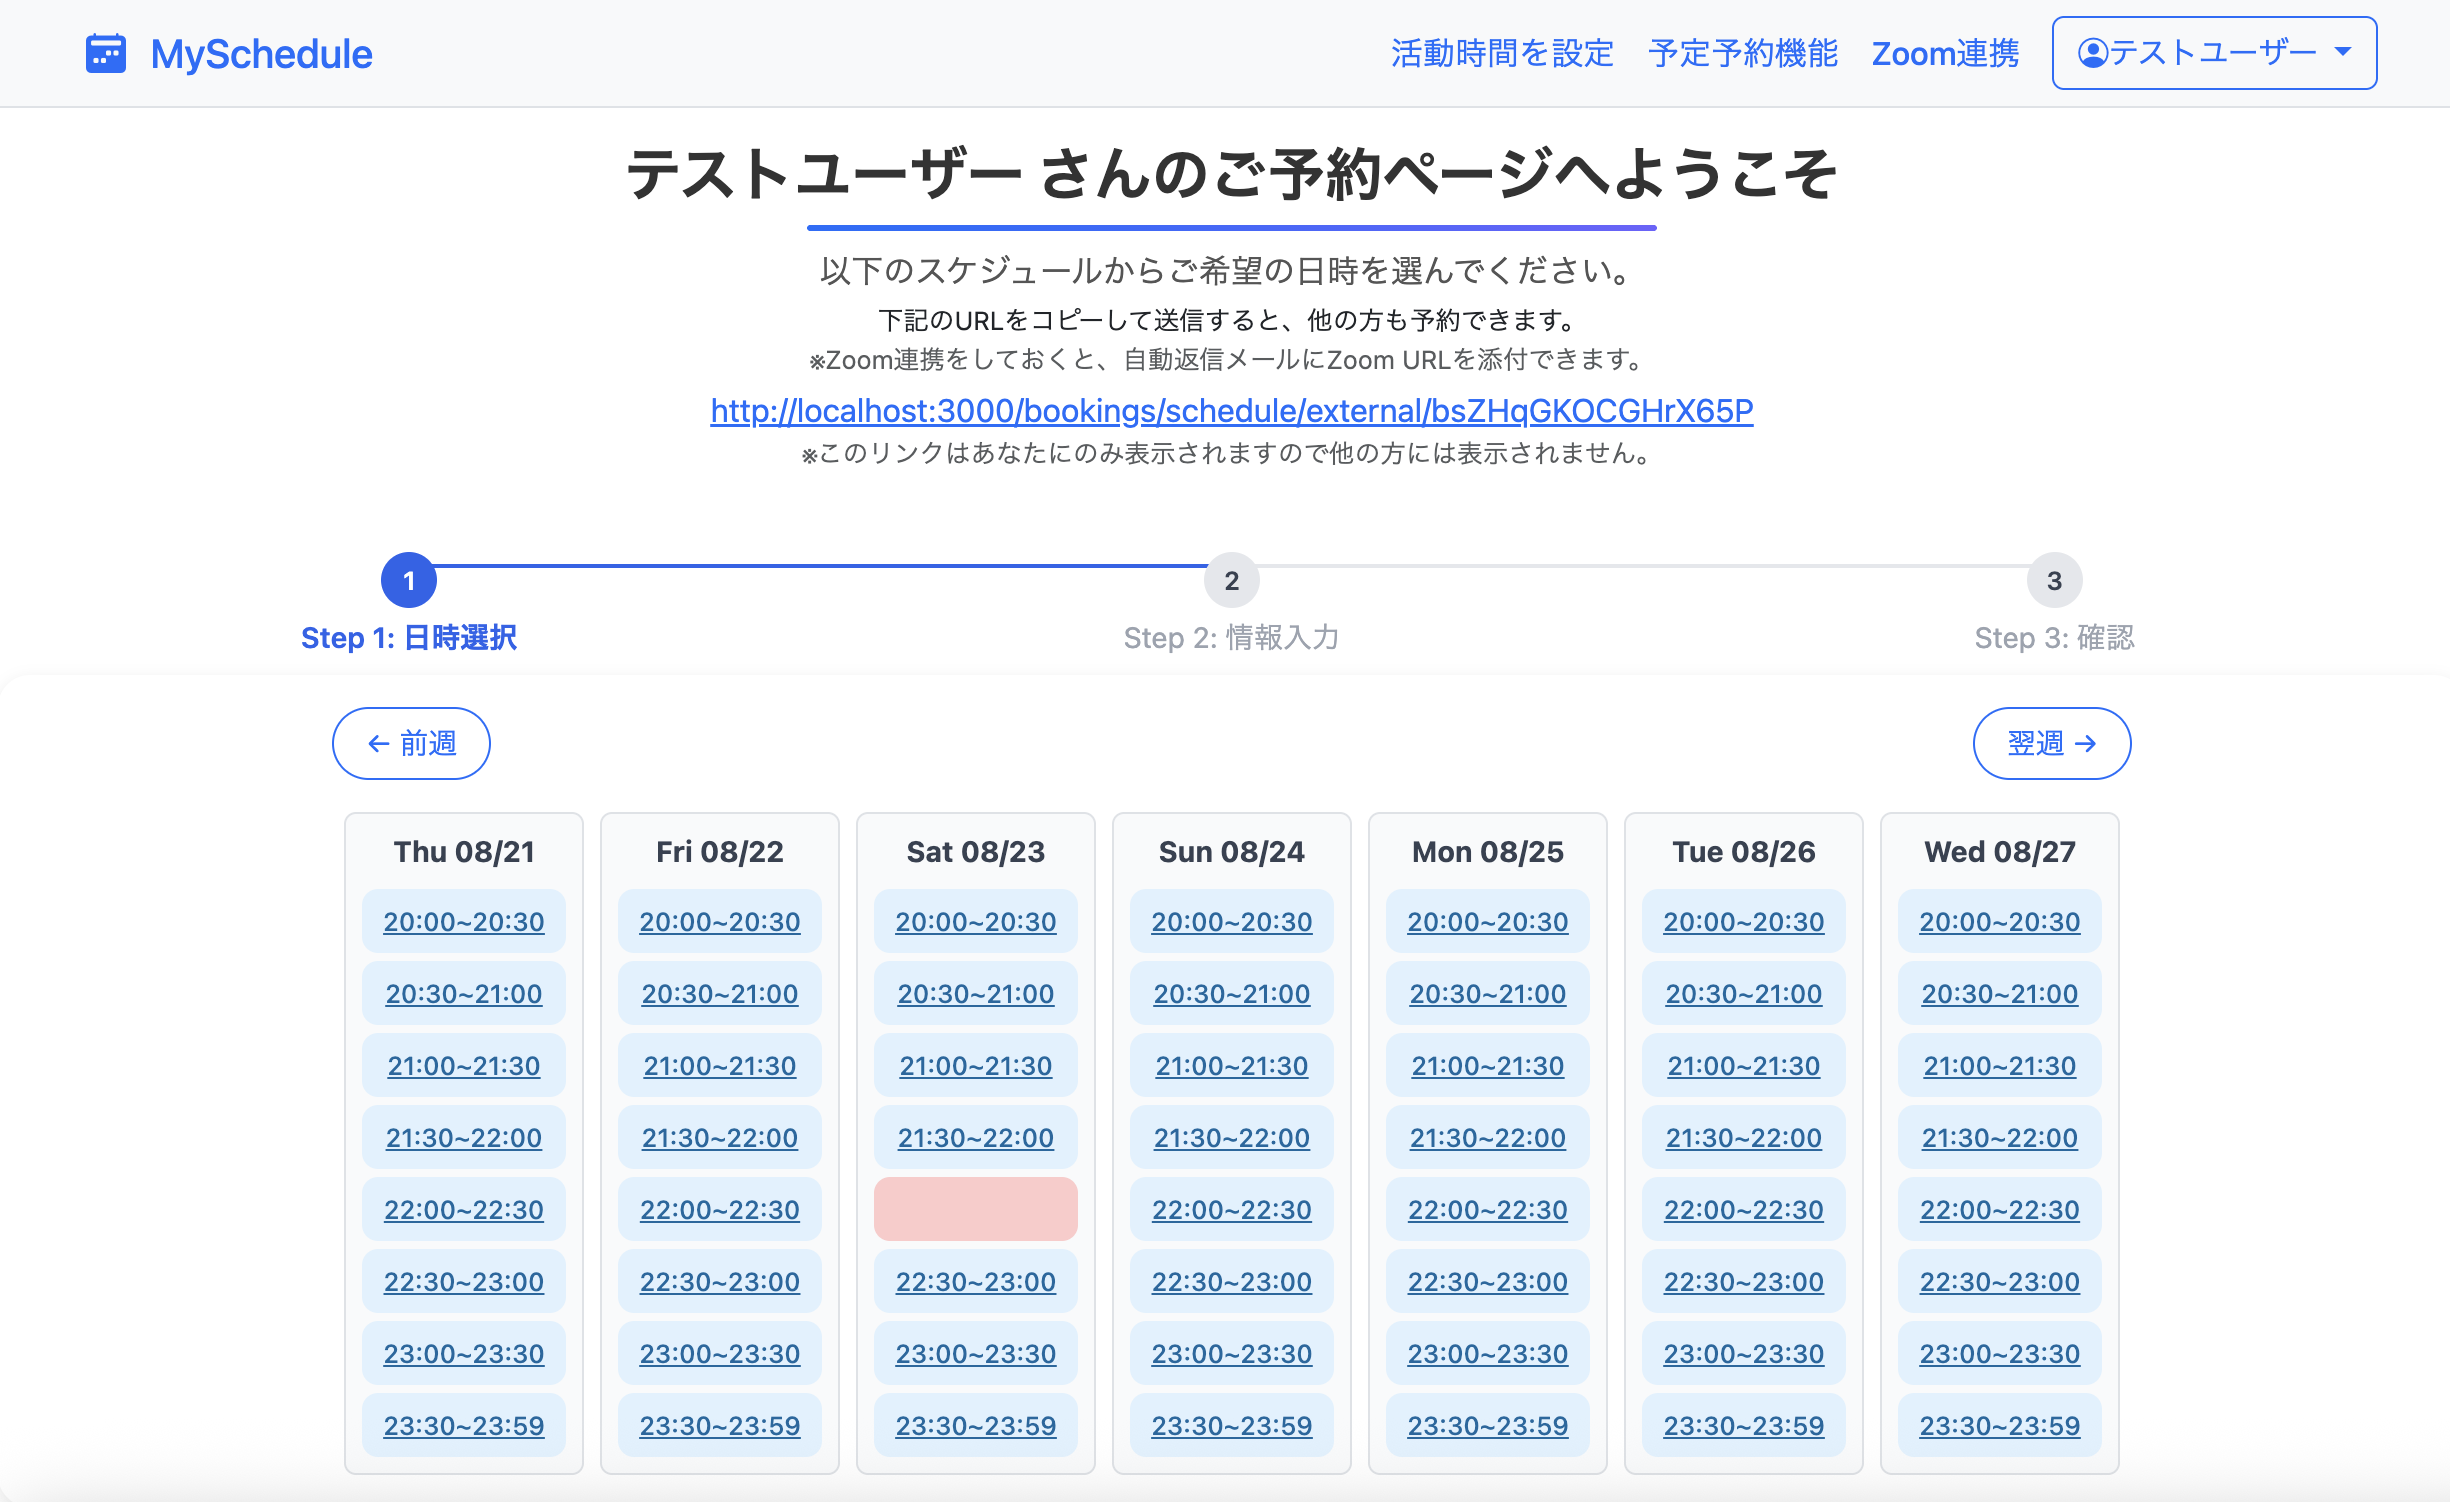 MySchedule
活動時間を設定 予定予約機能 Zoom連携 テストユーザー
テストユーザー さんのご予約ページへようこそ
以下のスケジュールからご希望の日時を選んでください。
下記のURLをコピーして送信すると、他の方も予約できます。
※Zoom連携をしておくと、自動返信メールにZoom URLを添付できます。
http://localhost:3000/bookings/schedule/external/bsZHqGKOCGHrX65P
※このリンクはあなたにのみ表示されますので他の方には表示されません。
1 2 3
Step 1: 日時選択 Step 2: 情報入力 Step 3: 確認
← 前週 翌週 →
Thu 08/21 Fri 08/22 Sat 08/23 Sun 08/24 Mon 08/25 Tue 08/26 Wed 08/27
20:00~20:30 20:00~20:30 20:00~20:30 20:00~20:30 20:00~20:30 20:00~20:30 20:00~20:30
20:30~21:00 20:30~21:00 20:30~21:00 20:30~21:00 20:30~21:00 20:30~21:00 20:30~21:00
21:00~21:30 21:00~21:30 21:00~21:30 21:00~21:30 21:00~21:30 21:00~21:30 21:00~21:30
21:30~22:00 21:30~22:00 21:30~22:00 21:30~22:00 21:30~22:00 21:30~22:00 21:30~22:00
22:00~22:30 22:00~22:30 22:00~22:30 22:00~22:30 22:00~22:30 22:00~22:30
22:30~23:00 22:30~23:00 22:30~23:00 22:30~23:00 22:30~23:00 22:30~23:00 22:30~23:00
23:00~23:30 23:00~23:30 23:00~23:30 23:00~23:30 23:00~23:30 23:00~23:30 23:00~23:30
23:30~23:59 23:30~23:59 23:30~23:59 23:30~23:59 23:30~23:59 23:30~23:59 23:30~23:59